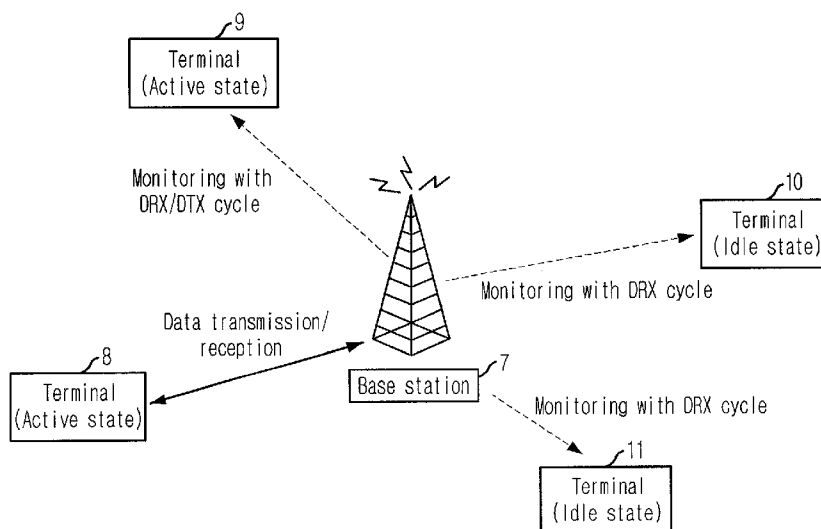 9
Terminal
(Active state)
Monitoring with
DRX/DTX cycle
10
Terminal
(Idle state)
Monitoring with DRX cycle
Data transmission/
reception
8
Terminal
(Active state)
Base station
7
Monitoring with DRX cycle
11
Terminal
(Idle state)